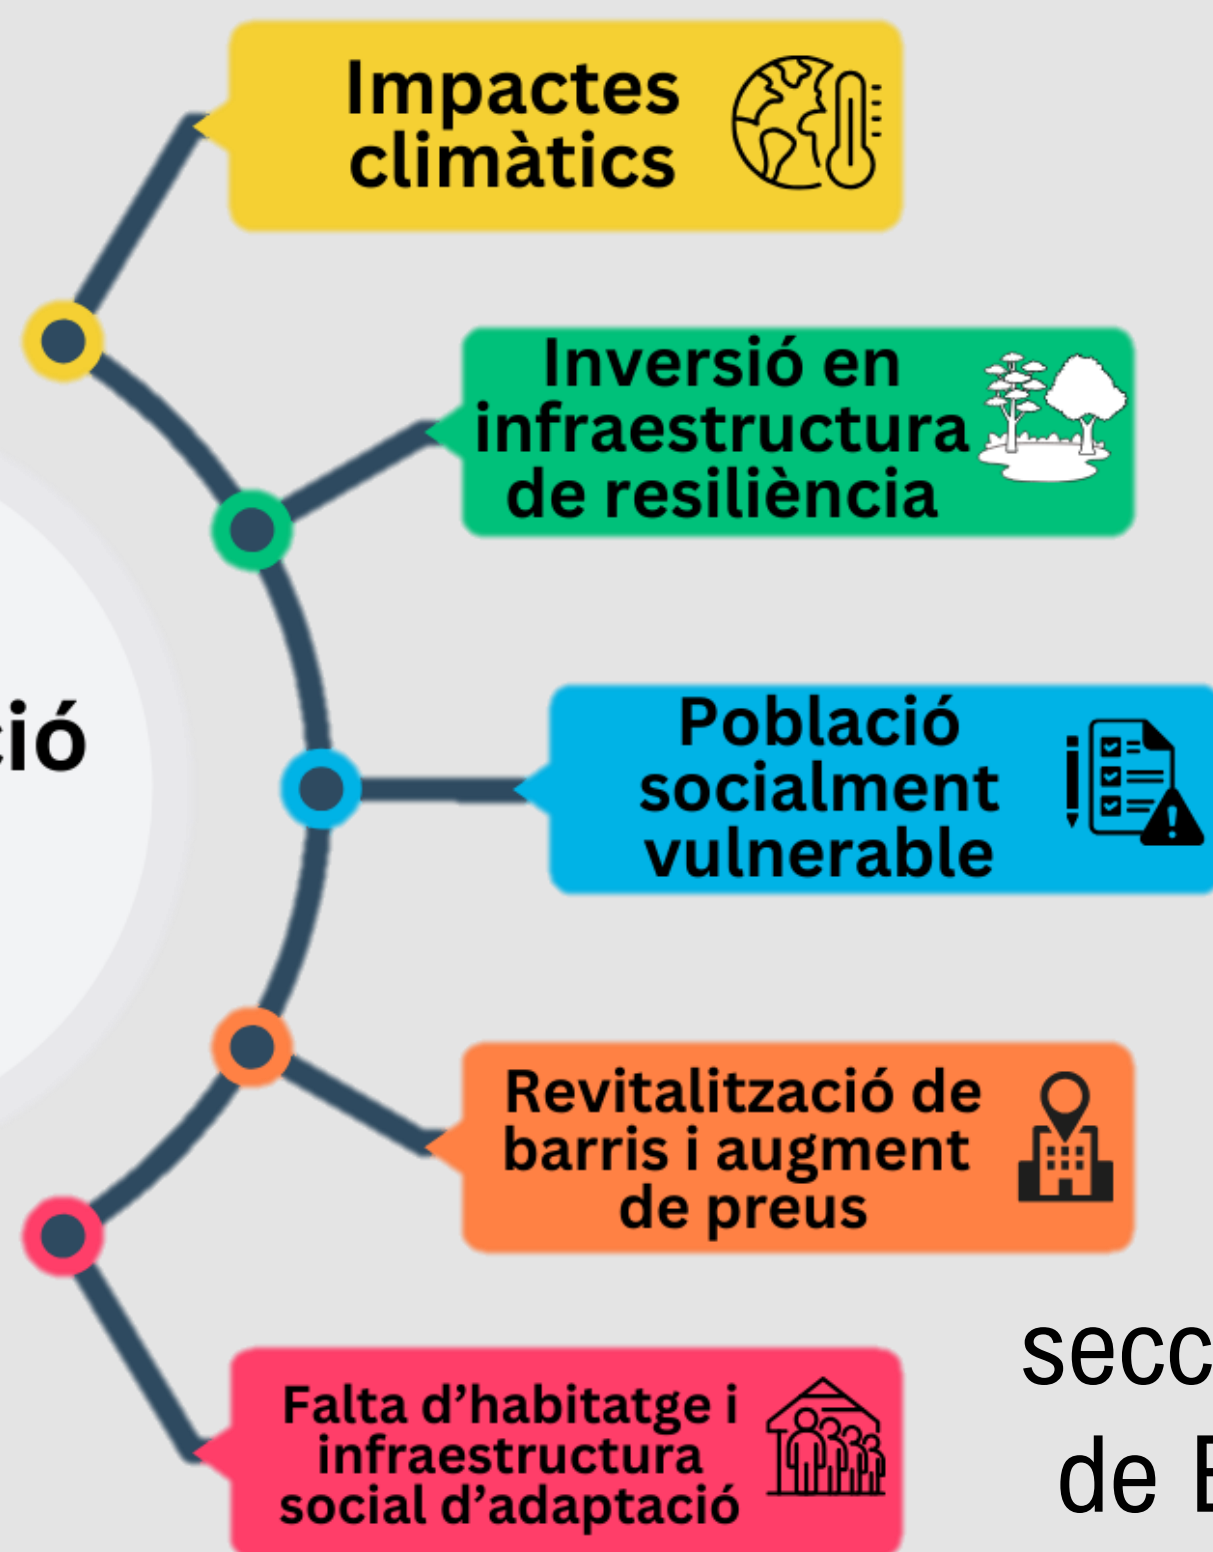 Impactes
climàtics
Inversió en
infraestructura
de resiliència
ció
Població
socialment
vulnerable
Revitalització de
barris i augment
de preus
Falta d’habitatge i
infraestructura
social d’adaptació
secc
de